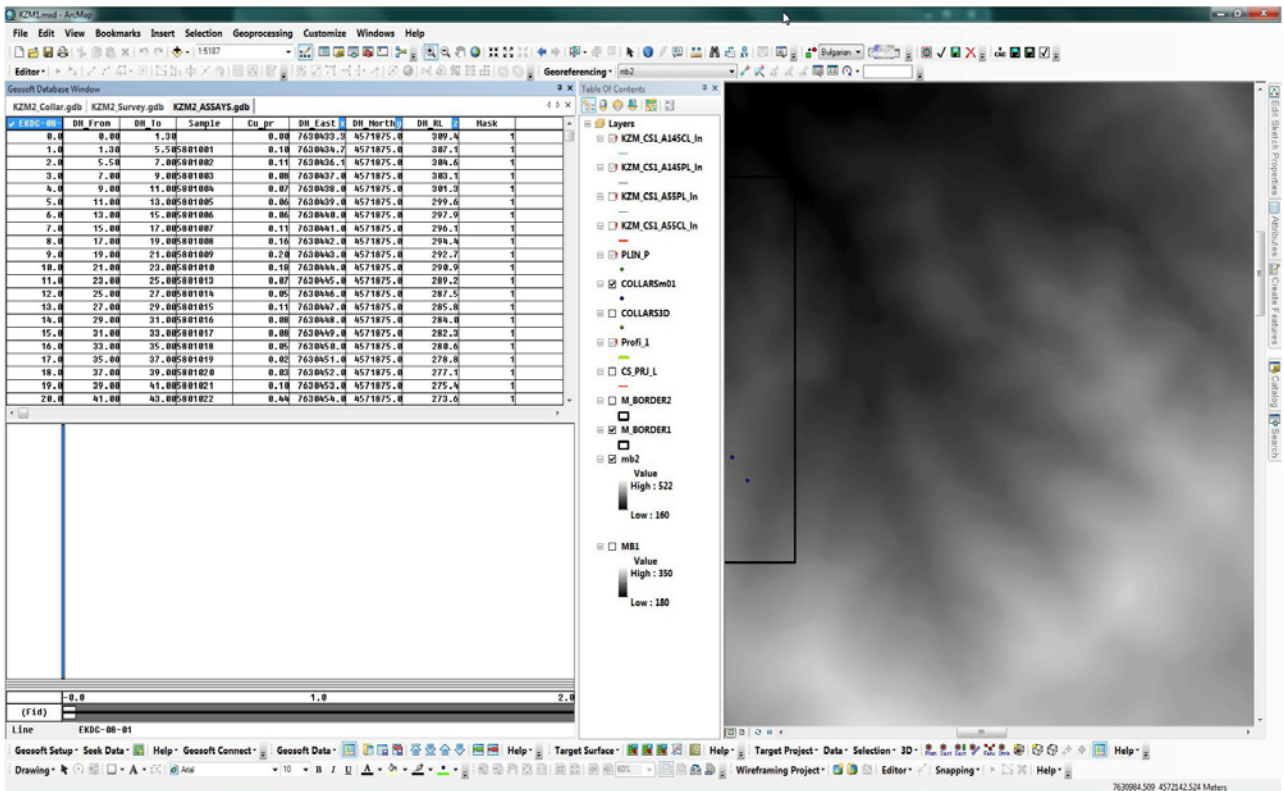 KZM1.mxd - ArcMap
File Edit View Bookmarks Insert Selection Geoprocessing Customize Windows Help
1:5187 Bulgarian
Editor Georeferencing mb2
Geosoft Database Window
KZM2_Collar.gdb KZM2_Survey.gdb KZM2_ASSAYS.gdb
EKDC-08- DH_From DH_To Sample Cu_pr DH_East x DH_North y DH_RL z Mask
0.0 0.00 1.30 0.00 7630433.3 4571875.0 309.4 1
1.0 1.30 5.50 5801001 0.10 7630434.7 4571875.0 307.1 1
2.0 5.50 7.00 5801002 0.11 7630436.1 4571875.0 304.6 1
3.0 7.00 9.00 5801003 0.08 7630437.0 4571875.0 303.1 1
4.0 9.00 11.00 5801004 0.07 7630438.0 4571875.0 301.3 1
5.0 11.00 13.00 5801005 0.06 7630439.0 4571875.0 299.6 1
6.0 13.00 15.00 5801006 0.06 7630440.0 4571875.0 297.9 1
7.0 15.00 17.00 5801007 0.11 7630441.0 4571875.0 296.1 1
8.0 17.00 19.00 5801008 0.16 7630442.0 4571875.0 294.4 1
9.0 19.00 21.00 5801009 0.20 7630443.0 4571875.0 292.7 1
10.0 21.00 23.00 5801010 0.18 7630444.0 4571875.0 290.9 1
11.0 23.00 25.00 5801013 0.07 7630445.0 4571875.0 289.2 1
12.0 25.00 27.00 5801014 0.05 7630446.0 4571875.0 287.5 1
13.0 27.00 29.00 5801015 0.11 7630447.0 4571875.0 285.8 1
14.0 29.00 31.00 5801016 0.08 7630448.0 4571875.0 284.0 1
15.0 31.00 33.00 5801017 0.08 7630449.0 4571875.0 282.3 1
16.0 33.00 35.00 5801018 0.05 7630450.0 4571875.0 280.6 1
17.0 35.00 37.00 5801019 0.02 7630451.0 4571875.0 278.8 1
18.0 37.00 39.00 5801020 0.03 7630452.0 4571875.0 277.1 1
19.0 39.00 41.00 5801021 0.10 7630453.0 4571875.0 275.4 1
20.0 41.00 43.00 5801022 0.44 7630454.0 4571875.0 273.6 1
-0.0 1.0 2.0
(Fid)
Line EKDC-08-01
Table Of Contents
Layers
KZM_CS1_A145CL_In
KZM_CS1_A145PL_In
KZM_CS1_A55PL_In
KZM_CS1_A55CL_In
PLIN_P
COLLARSm01
COLLARS3D
Profi_1
CS_PRJ_L
M_BORDER2
M_BORDER1
mb2
Value
High : 522
Low : 160
MB1
Value
High : 350
Low : 180
Edit Sketch Properties
Attributes
Create Features
Catalog
Search
Geosoft Setup Seek Data Help Geosoft Connect Geosoft Data Help Target Surface Help Target Project Data Selection 3D Help
Drawing A Arial 10 B I U A 60% Wireframing Project Editor Snapping Help
7630984.509 4572142.524 Meters